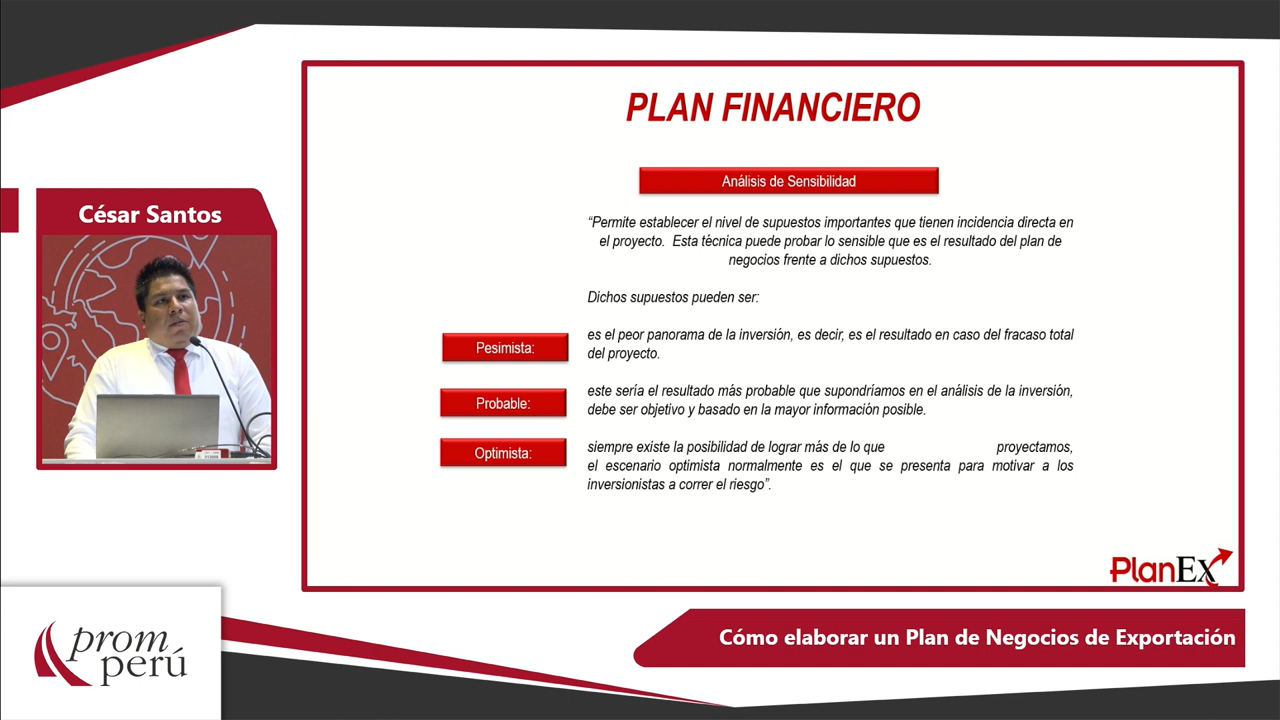 PLAN FINANCIERO
Análisis de Sensibilidad
César Santos
“Permite establecer el nivel de supuestos importantes que tienen incidencia directa en
el proyecto. Esta técnica puede probar lo sensible que es el resultado del plan de
negocios frente a dichos supuestos.
Dichos supuestos pueden ser:
Pesimista:
es el peor panorama de la inversión, es decir, es el resultado en caso del fracaso total
del proyecto.
Probable:
este sería el resultado más probable que supondríamos en el análisis de la inversión,
debe ser objetivo y basado en la mayor información posible.
Optimista:
siempre existe la posibilidad de lograr más de lo que proyectamos,
el escenario optimista normalmente es el que se presenta para motivar a los
inversionistas a correr el riesgo”.
PlanEx
prom
perú
Cómo elaborar un Plan de Negocios de Exportación